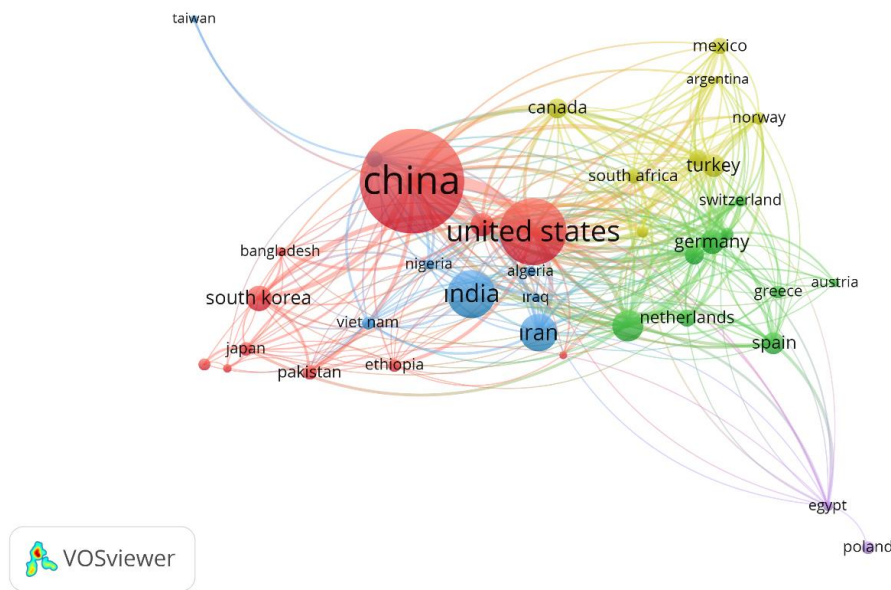 taiwan
mexico
argentina
canada
norway
china
south africa
turkey
switzerland
united states
germany
bangladesh
nigeria
algeria
austria
south korea
india
iraq
greece
viet nam
iran
netherlands
spain
japan
pakistan
ethiopia
egypt
poland
VOSviewer